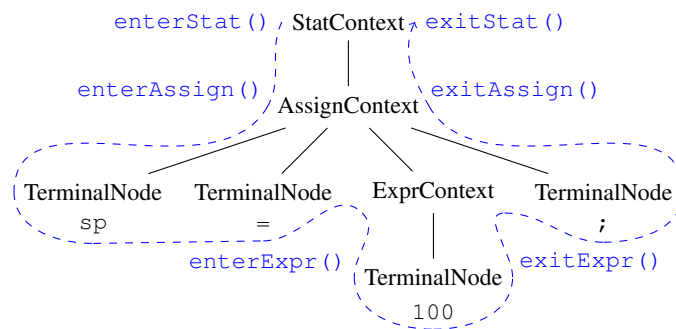 enterStat() StatContext exitStat()
enterAssign() exitAssign()
AssignContext
TerminalNode TerminalNode ExprContext TerminalNode
sp = ;
enterExpr() exitExpr()
TerminalNode
100